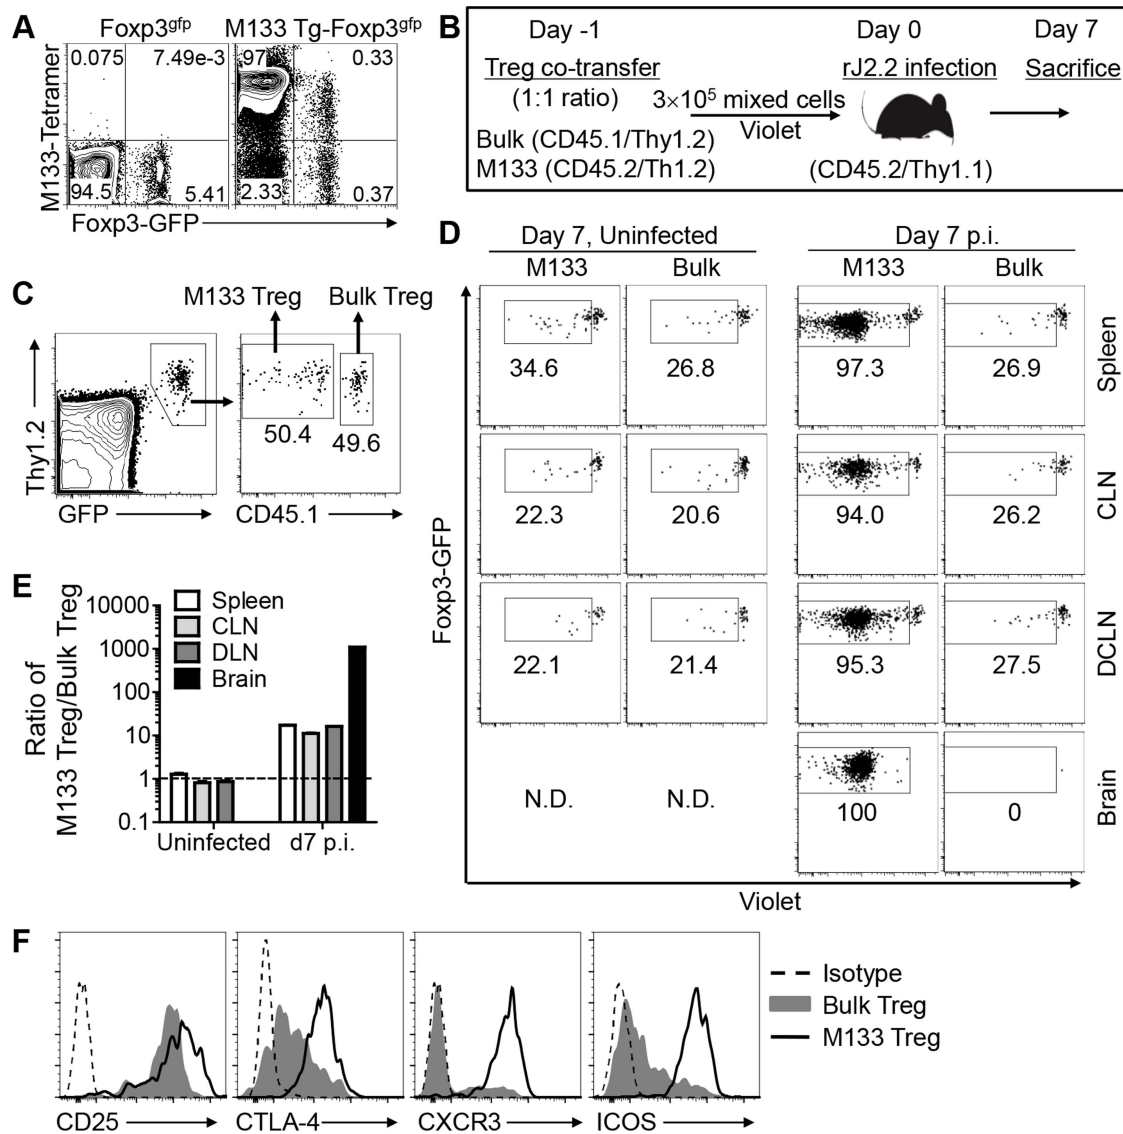 A
Foxp3gfp
M133 Tg-Foxp3gfp
0.075
7.49e-3
97
0.33
94.5
5.41
2.33
0.37
M133-Tetramer
Foxp3-GFP
B
Day -1
Day 0
Day 7
Treg co-transfer
rJ2.2 infection
Sacrifice
(1:1 ratio)
3×10⁵ mixed cells
Violet
Bulk (CD45.1/Thy1.2)
M133 (CD45.2/Th1.2)
(CD45.2/Thy1.1)
C
M133 Treg
Bulk Treg
50.4
49.6
Thy1.2
GFP
CD45.1
D
Day 7, Uninfected
Day 7 p.i.
M133
Bulk
M133
Bulk
34.6
26.8
97.3
26.9
Spleen
22.3
20.6
94.0
26.2
CLN
22.1
21.4
95.3
27.5
DCLN
N.D.
N.D.
100
0
Brain
Foxp3-GFP
Violet
E
Ratio of
M133 Treg/Bulk Treg
10000
1000
100
10
1
0.1
Spleen
CLN
DLN
Brain
Uninfected
d7 p.i.
F
CD25
CTLA-4
CXCR3
ICOS
Isotype
Bulk Treg
M133 Treg